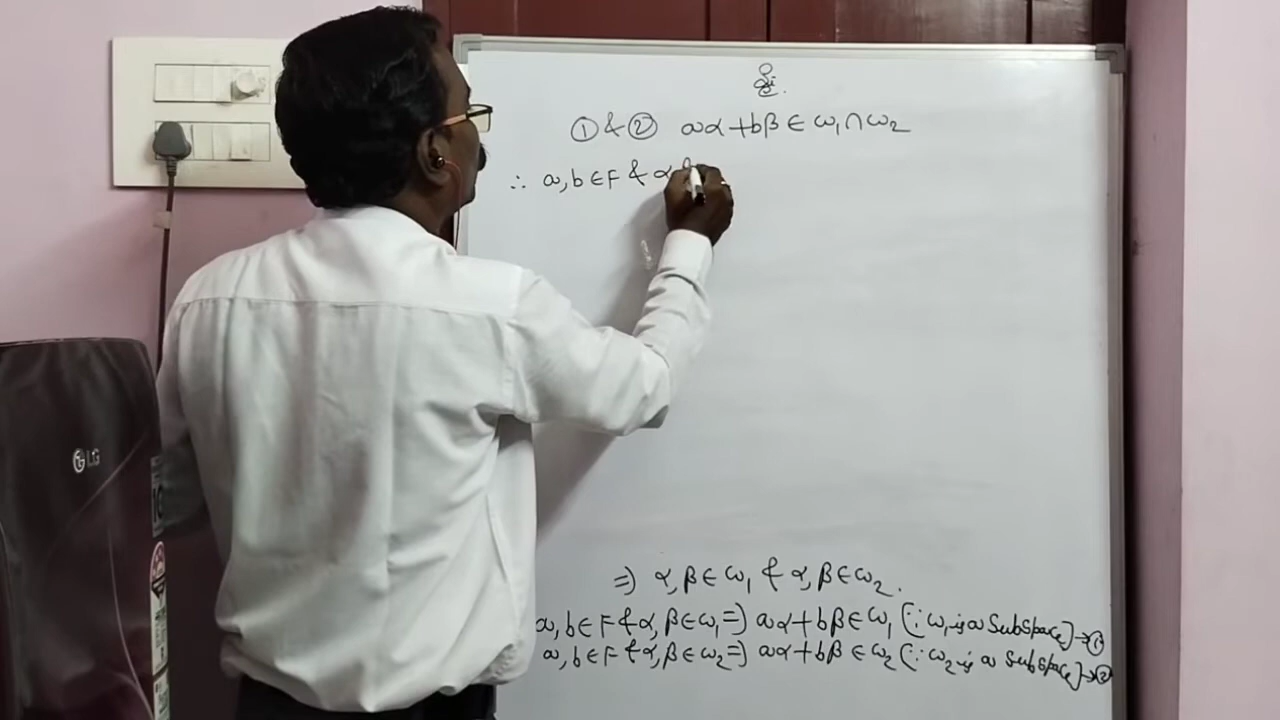 ① & ② aα+bβ∈ω₁∩ω₂
∴ a,b∈F & α
⇒) α,β∈ω₁ & α,β∈ω₂.
a,b∈F & α,β∈ω₁ ⇒) aα+bβ∈ω₁ (∵ω₁ is a subspace)→①
a,b∈F & α,β∈ω₂ ⇒) aα+bβ∈ω₂ (∵ω₂ is a subspace)→②
LG